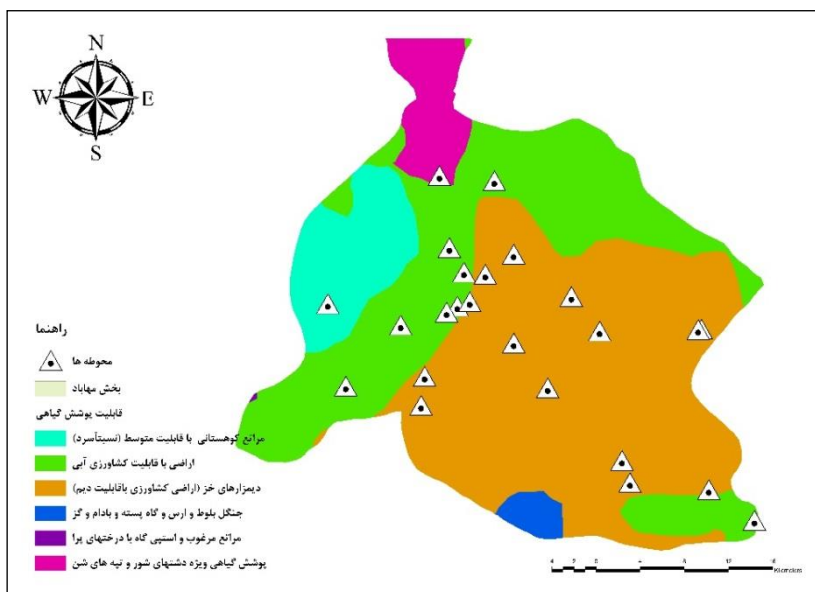 N
W E
S
راهنما
محوطه ها
بخش مهاباد
قابلیت پوشش گیاهی
مراتع کوهستانی با قابلیت متوسط (نسبتآسرد)
اراضی با قابلیت کشاورزی آبی
دیمزارهای خز (اراضی کشاورزی باقابلیت دیم)
جنگل بلوط و ارس و گاه پسته و بادام و گز
مراتع مرغوب و استپی گاه با درختهای پرا
پوشش گیاهی ویژه دشتهای شور و تپه های شن
Kilometers